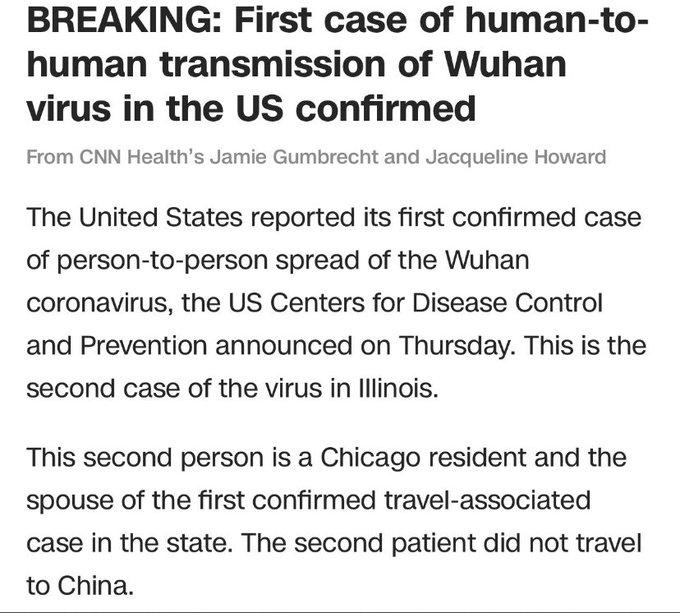 BREAKING: First case of human-to-
human transmission of Wuhan
virus in the US confirmed
From CNN Health’s Jamie Gumbrecht and Jacqueline Howard
The United States reported its first confirmed case
of person-to-person spread of the Wuhan
coronavirus, the US Centers for Disease Control
and Prevention announced on Thursday. This is the
second case of the virus in Illinois.
This second person is a Chicago resident and the
spouse of the first confirmed travel-associated
case in the state. The second patient did not travel
to China.